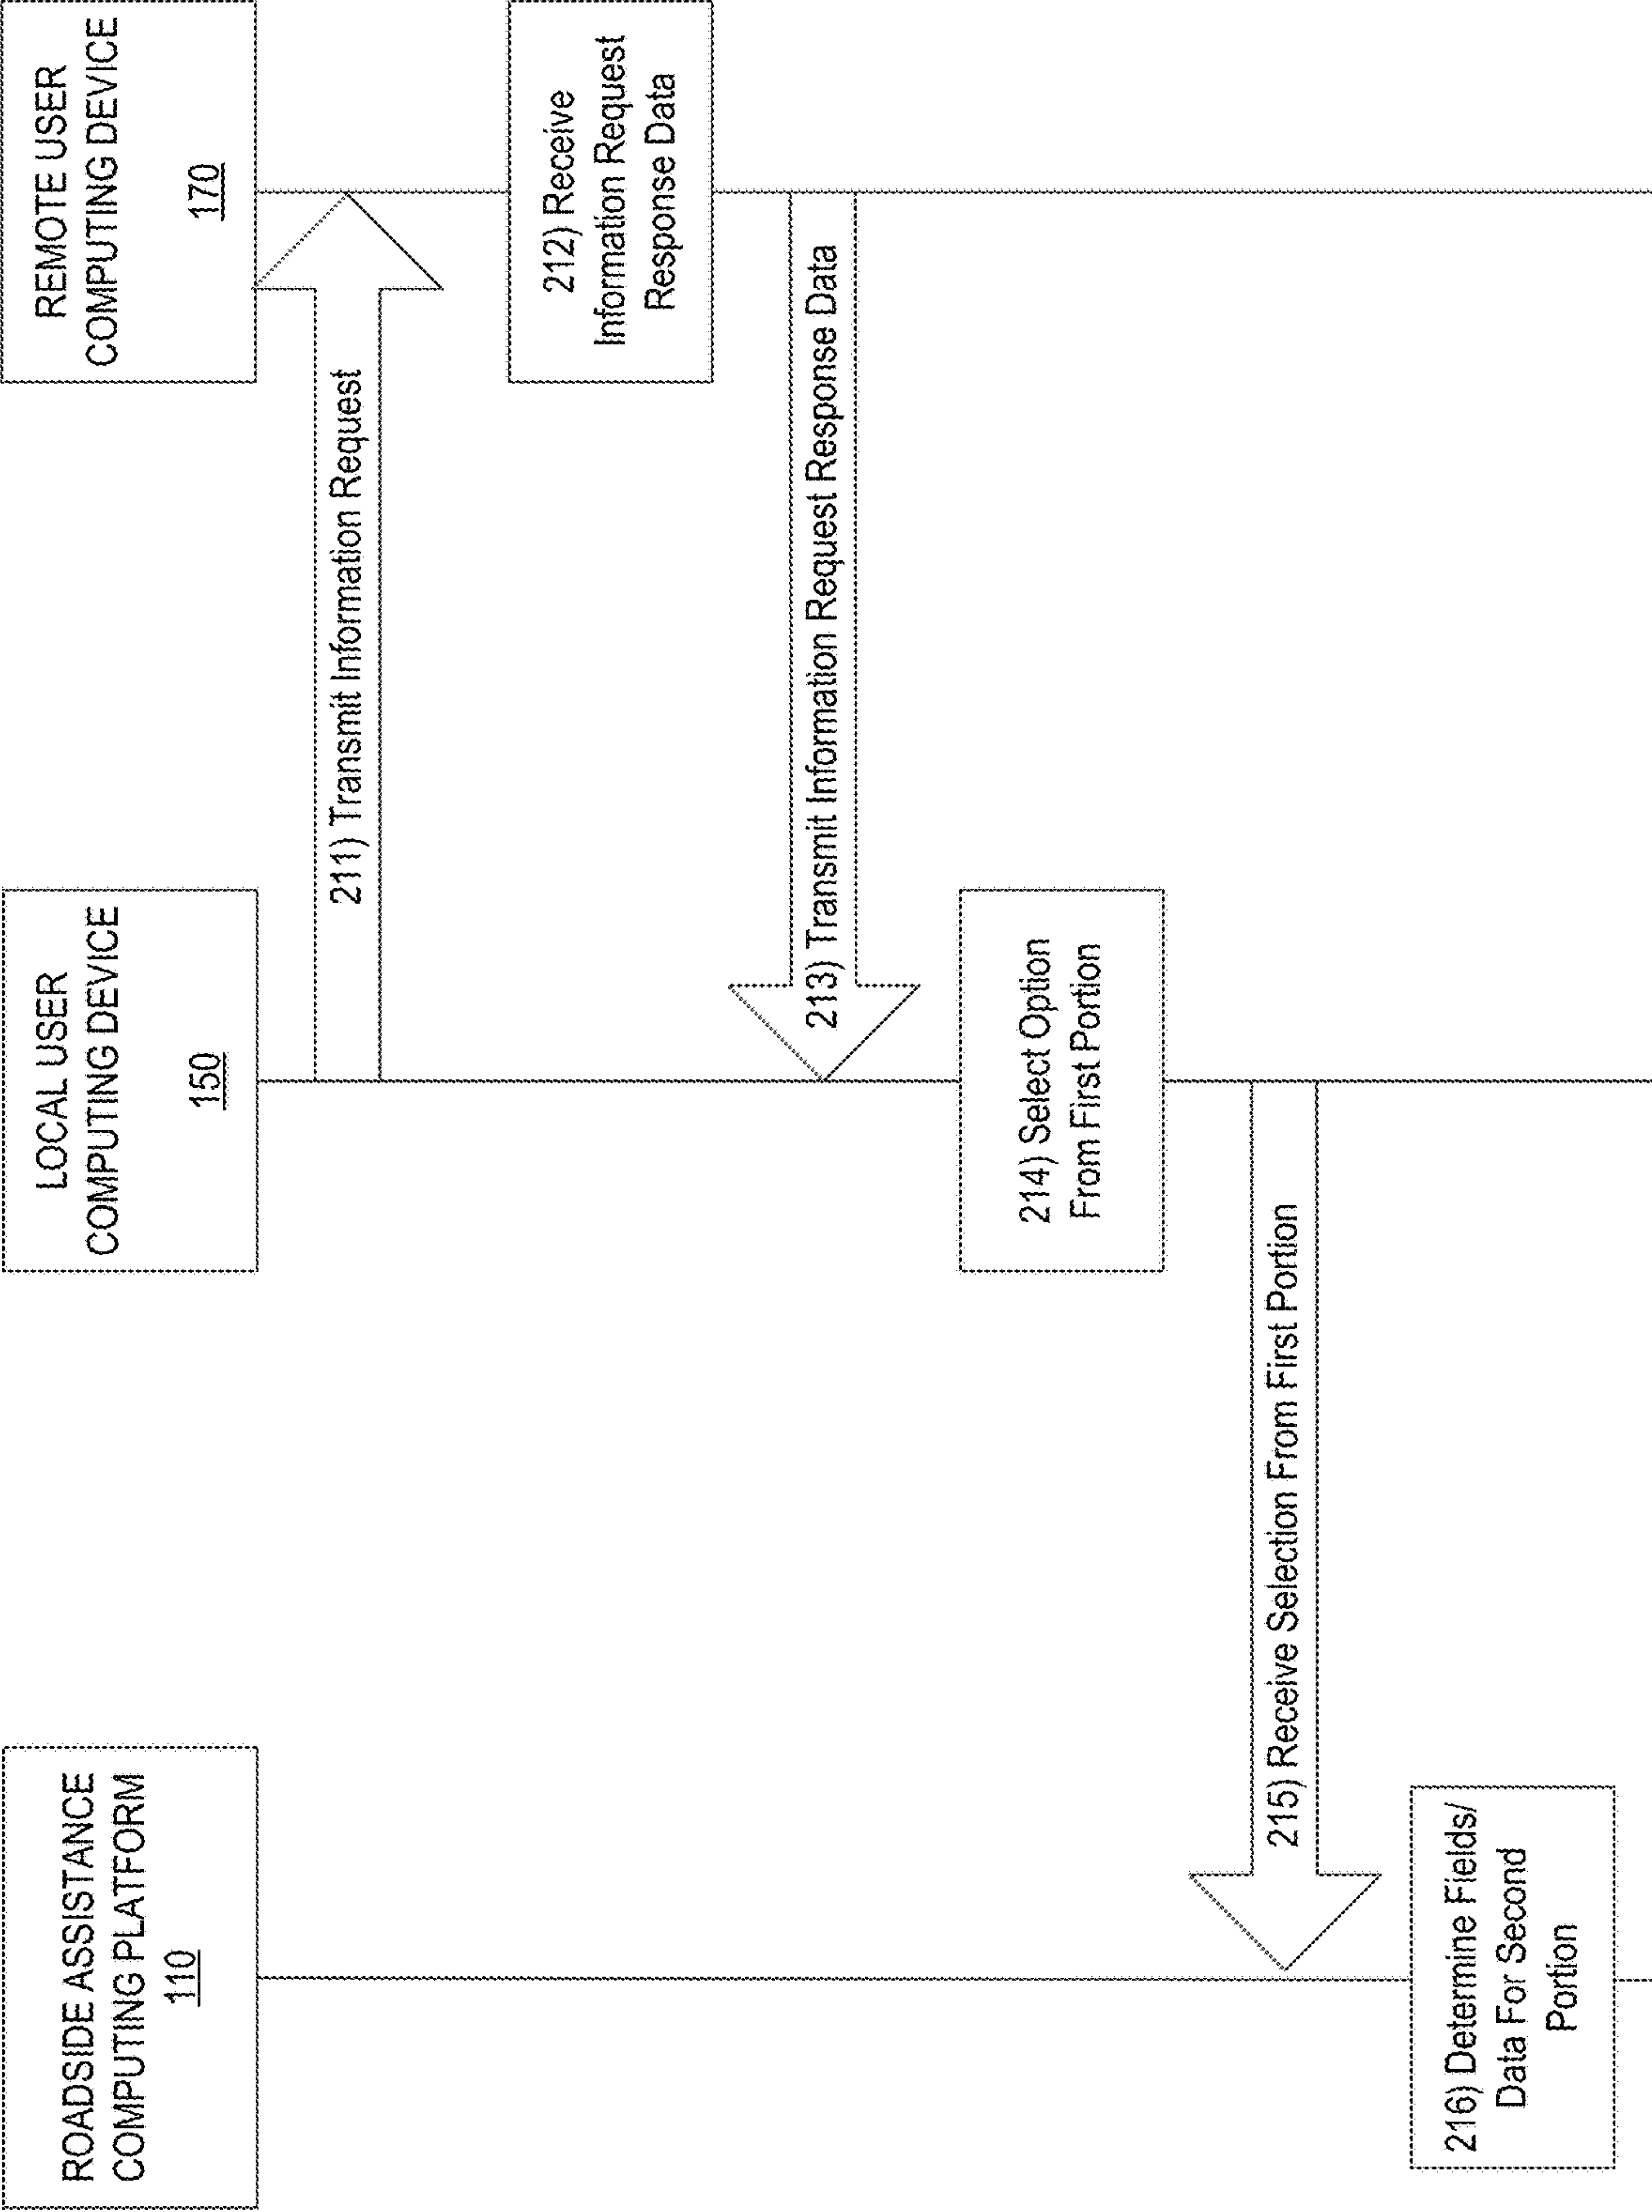 ROADSIDE ASSISTANCE
COMPUTING PLATFORM
110
LOCAL USER
COMPUTING DEVICE
150
REMOTE USER
COMPUTING DEVICE
170
211) Transmit Information Request
212) Receive
Information Request
Response Data
213) Transmit Information Request Response Data
214) Select Option
From First Portion
215) Receive Selection From First Portion
216) Determine Fields/
Data For Second
Portion